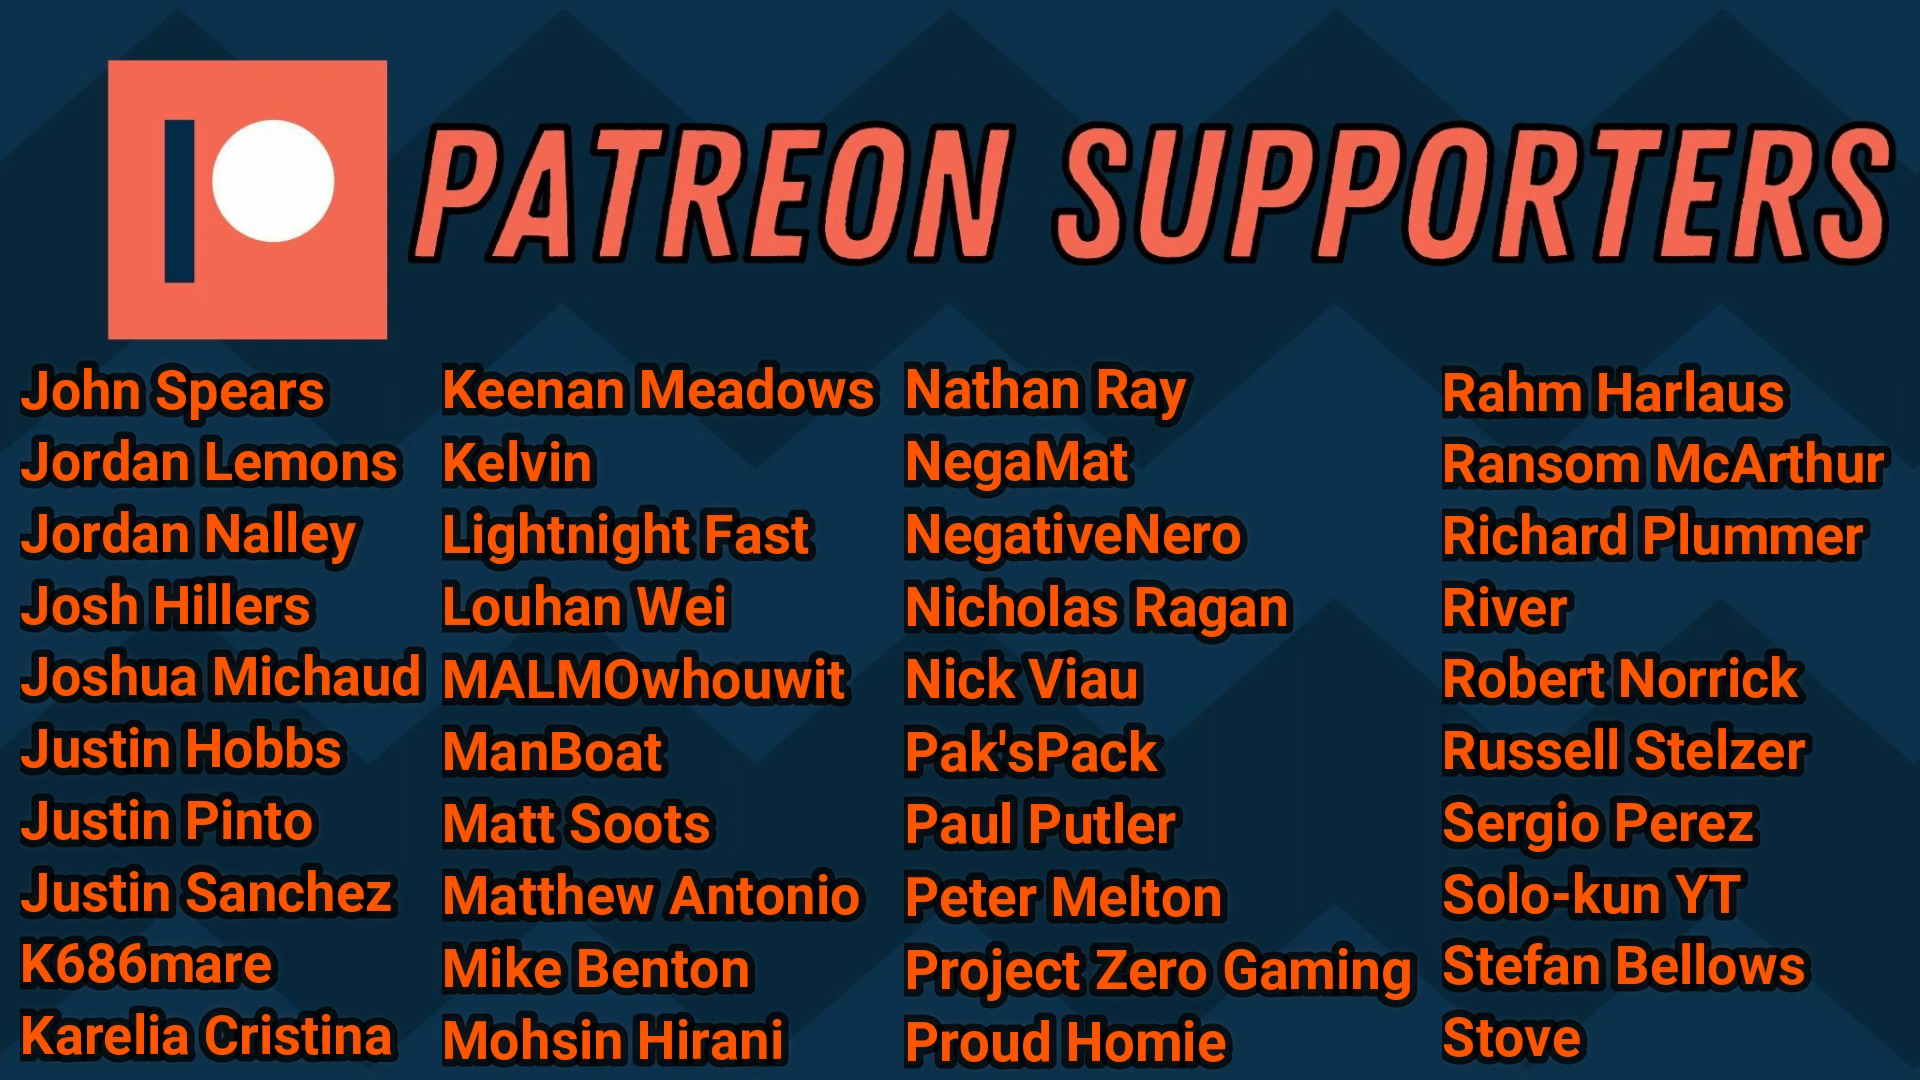 PATREON SUPPORTERS
John Spears
Jordan Lemons
Jordan Nalley
Josh Hillers
Joshua Michaud
Justin Hobbs
Justin Pinto
Justin Sanchez
K686mare
Karelia Cristina
Keenan Meadows
Kelvin
Lightnight Fast
Louhan Wei
MALMOwhouwit
ManBoat
Matt Soots
Matthew Antonio
Mike Benton
Mohsin Hirani
Nathan Ray
NegaMat
NegativeNero
Nicholas Ragan
Nick Viau
Pak'sPack
Paul Putler
Peter Melton
Project Zero Gaming
Proud Homie
Rahm Harlaus
Ransom McArthur
Richard Plummer
River
Robert Norrick
Russell Stelzer
Sergio Perez
Solo-kun YT
Stefan Bellows
Stove